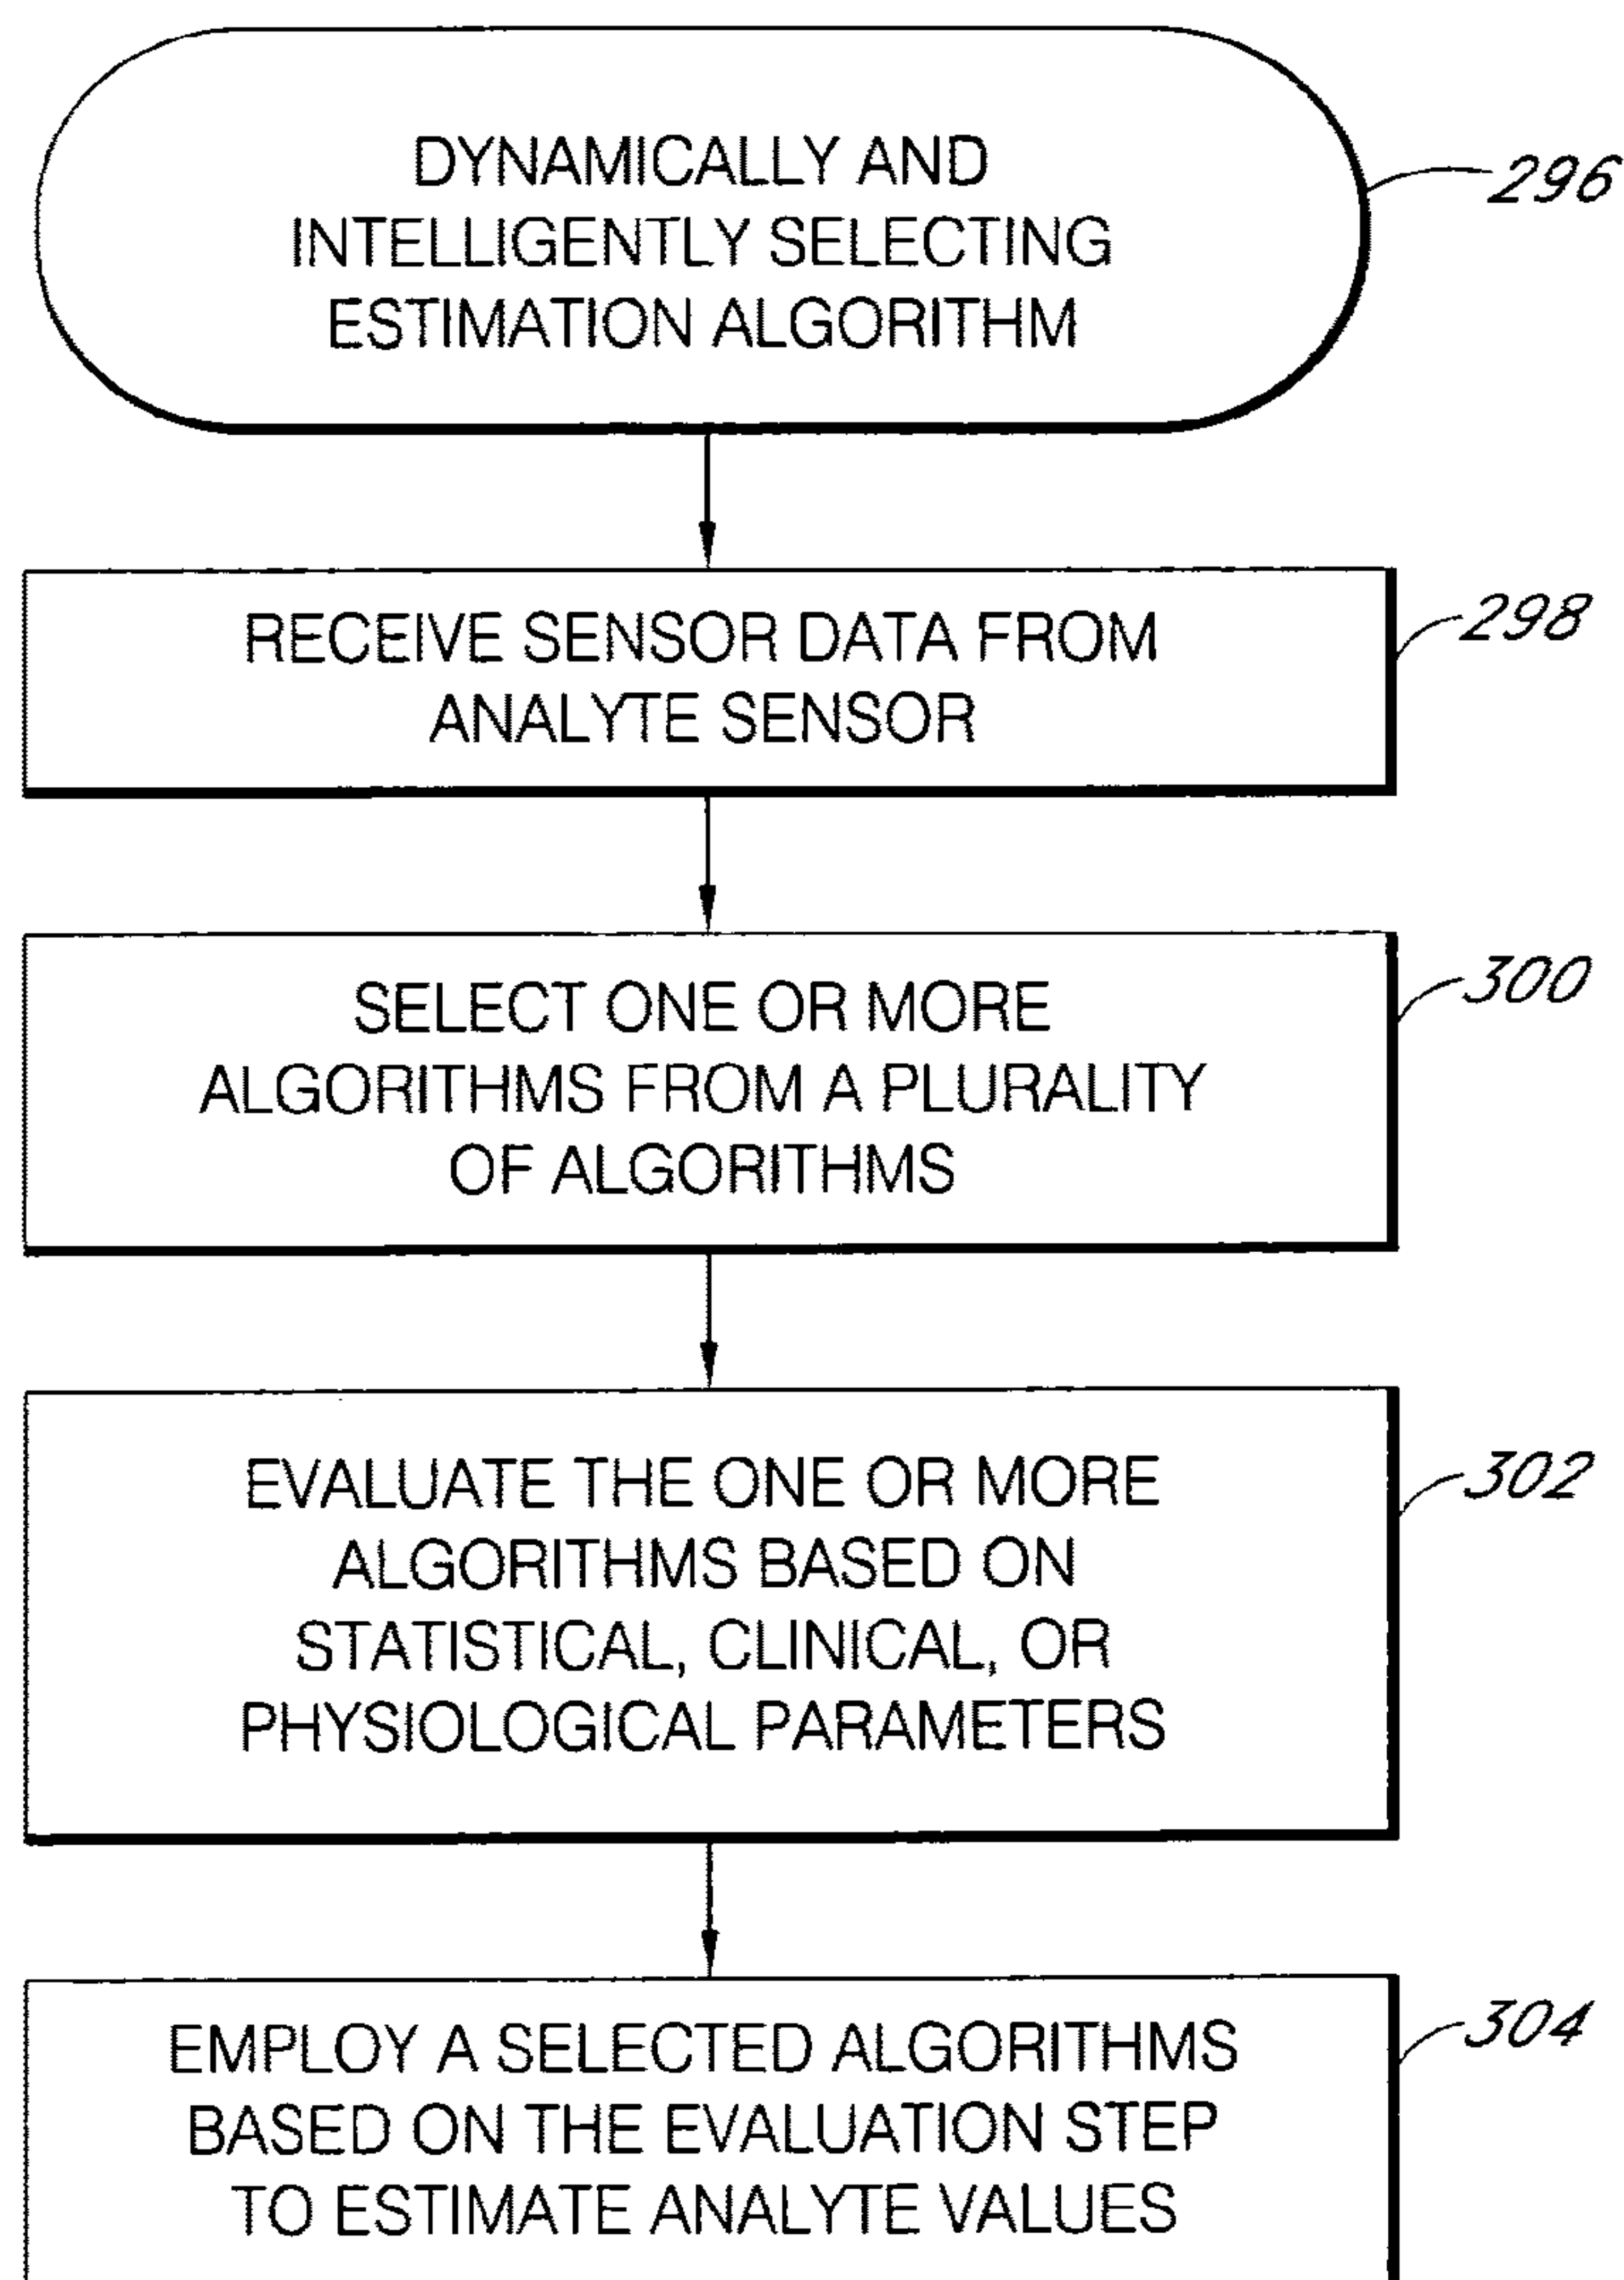 DYNAMICALLY AND
INTELLIGENTLY SELECTING
ESTIMATION ALGORITHM
296
RECEIVE SENSOR DATA FROM
ANALYTE SENSOR
298
SELECT ONE OR MORE
ALGORITHMS FROM A PLURALITY
OF ALGORITHMS
300
EVALUATE THE ONE OR MORE
ALGORITHMS BASED ON
STATISTICAL, CLINICAL, OR
PHYSIOLOGICAL PARAMETERS
302
EMPLOY A SELECTED ALGORITHMS
BASED ON THE EVALUATION STEP
TO ESTIMATE ANALYTE VALUES
304